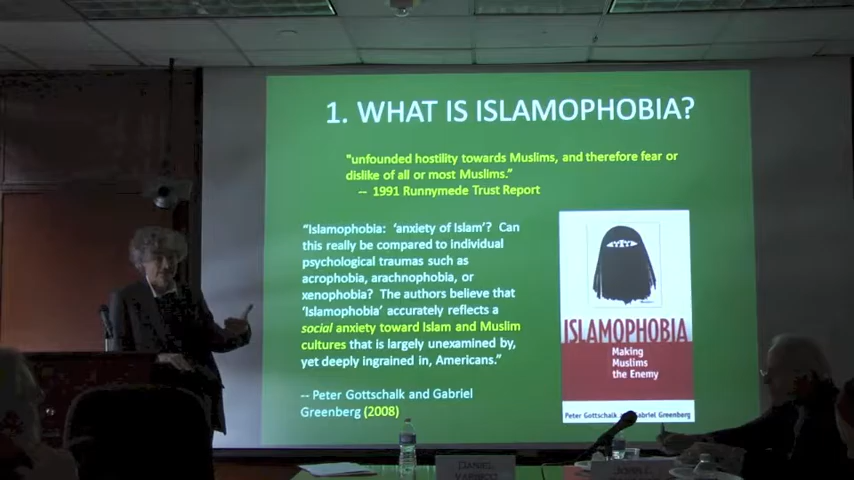 1. WHAT IS ISLAMOPHOBIA?
"unfounded hostility towards Muslims, and therefore fear or
dislike of all or most Muslims."
-- 1991 Runnymede Trust Report
"Islamophobia: 'anxiety of Islam'? Can
this really be compared to individual
psychological traumas such as
acrophobia, arachnophobia, or
xenophobia? The authors believe that
'Islamophobia' accurately reflects a
social anxiety toward Islam and Muslim
cultures that is largely unexamined by,
yet deeply ingrained in, Americans."
-- Peter Gottschalk and Gabriel
Greenberg (2008)
ISLAMOPHOBIA
Making
Muslims
the Enemy
Peter Gottschalk and Gabriel Greenberg
DANIEL
JOHN L.